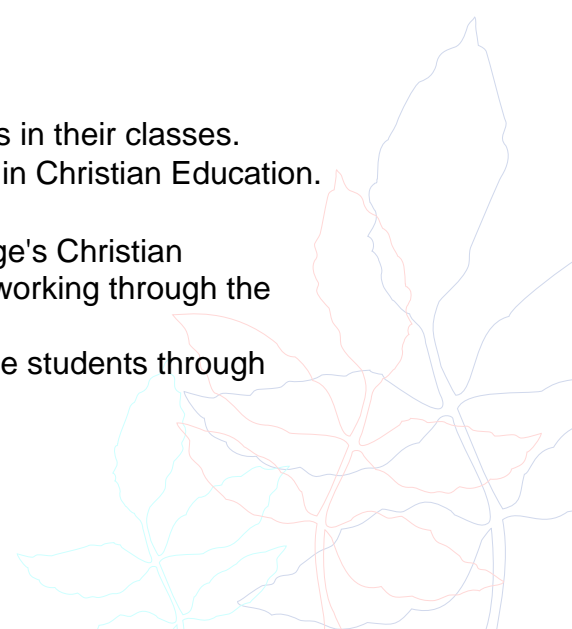 s in their classes.
in Christian Education.
ge's Christian
working through the
e students through